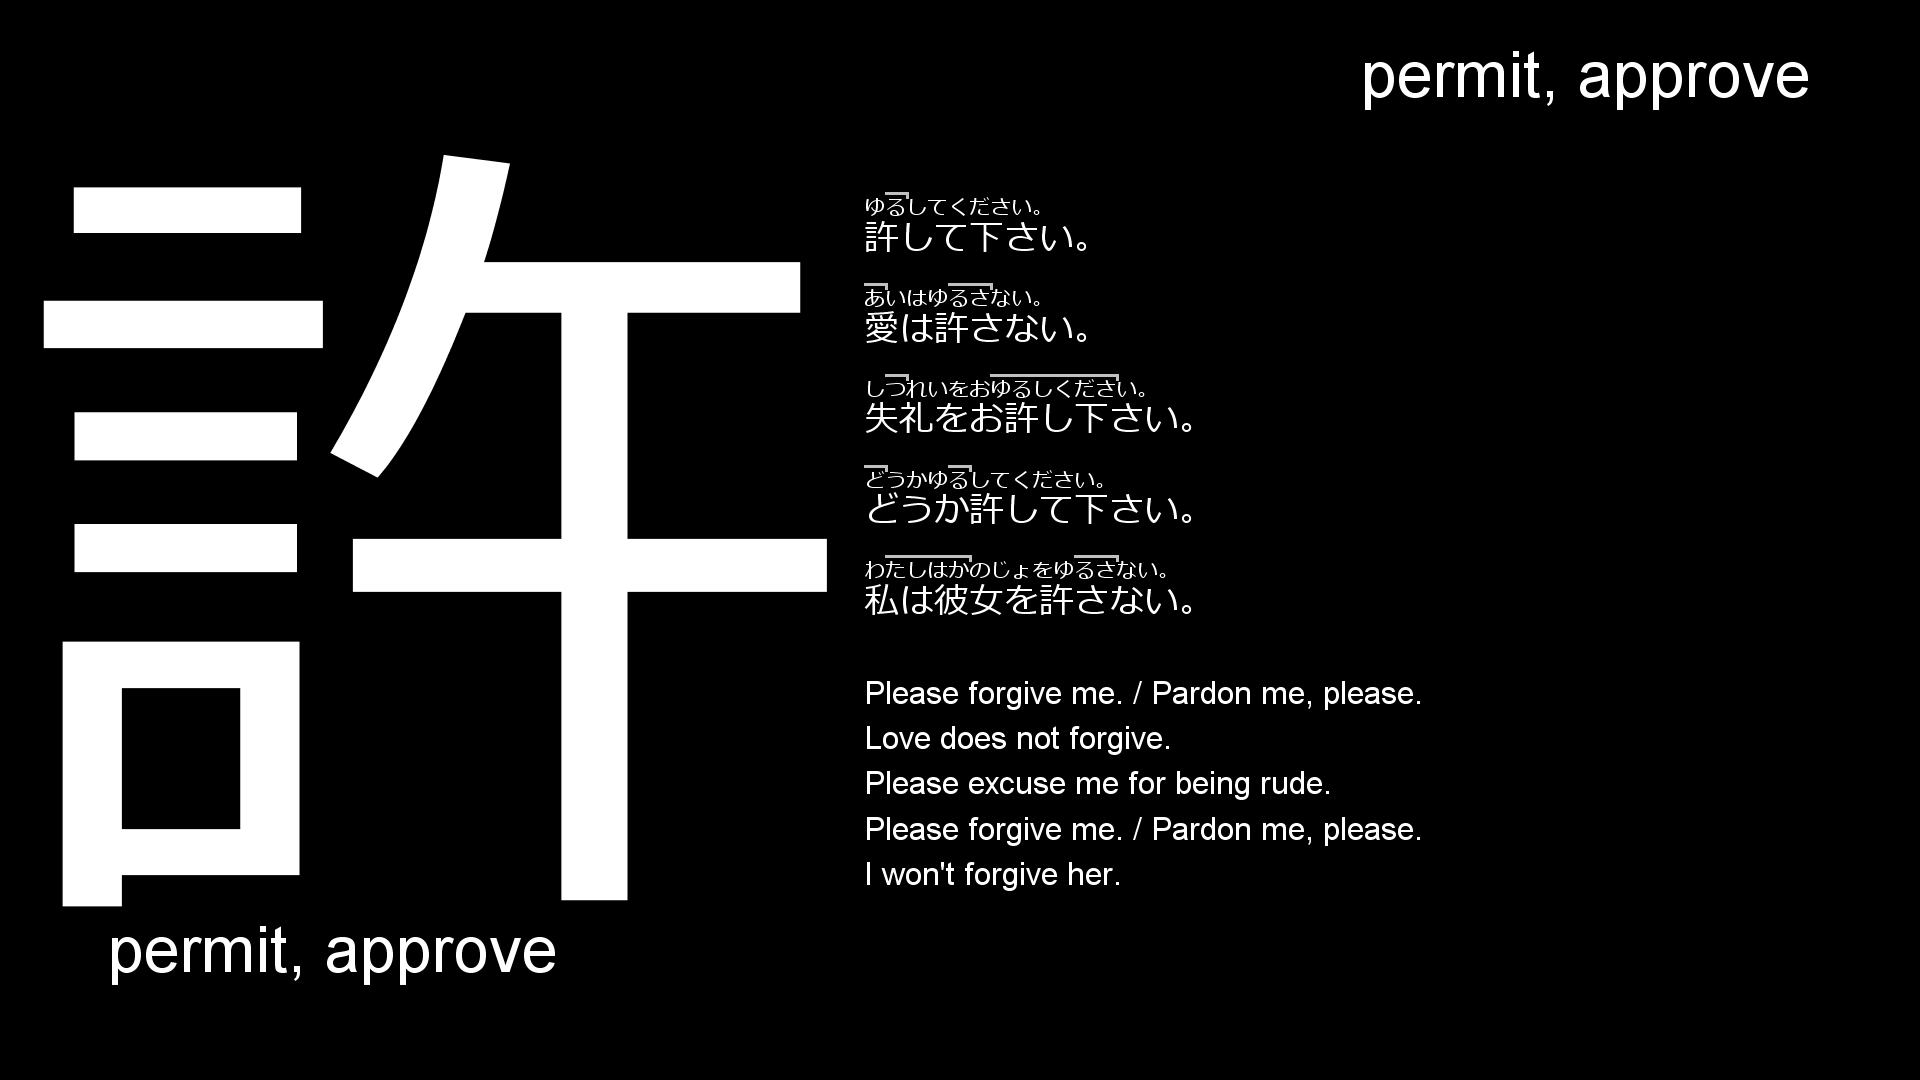 permit, approve
許
ゆるしてください。
許して下さい。
あいはゆるさない。
愛は許さない。
しつれいをおゆるしください。
失礼をお許し下さい。
どうかゆるしてください。
どうか許して下さい。
わたしはかのじょをゆるさない。
私は彼女を許さない。
Please forgive me. / Pardon me, please.
Love does not forgive.
Please excuse me for being rude.
Please forgive me. / Pardon me, please.
I won't forgive her.
permit, approve